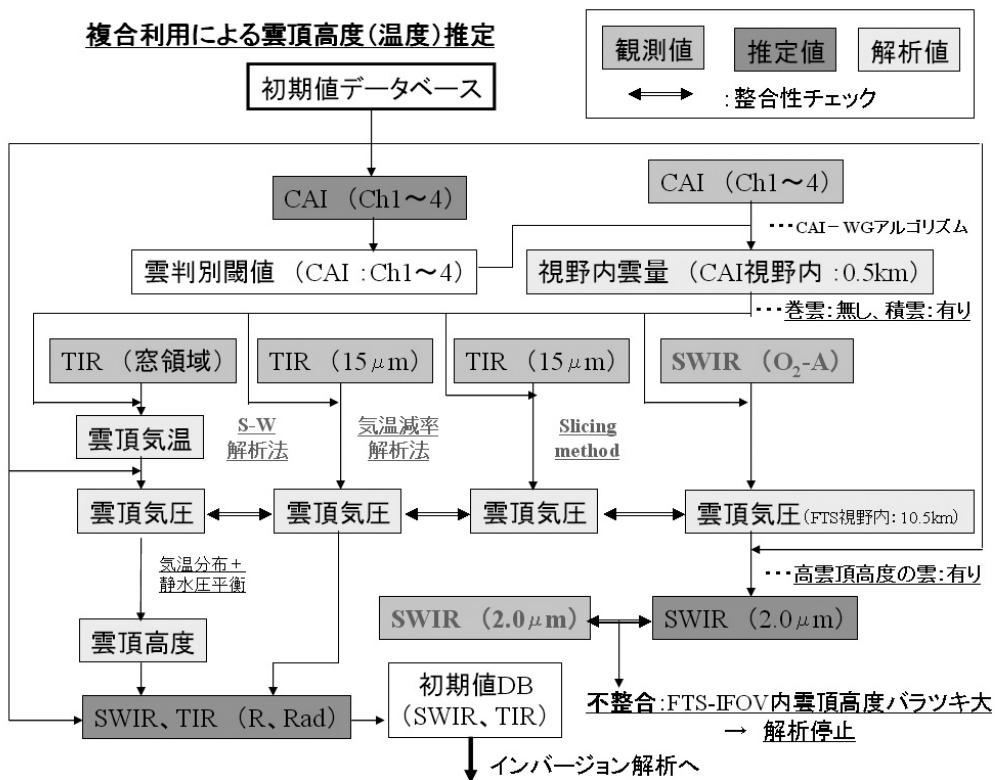 複合利用による雲頂高度(温度)推定
観測値
推定値
解析値
:整合性チェック
初期値データベース
CAI (Ch1~4)
CAI (Ch1~4)
・・・CAI-WGアルゴリズム
雲判別閾値 (CAI:Ch1~4)
視野内雲量 (CAI視野内:0.5km)
・・・巻雲:無し、積雲:有り
TIR (窓領域)
TIR (15μm)
TIR (15μm)
SWIR (O2-A)
雲頂気温
S-W
解析法
気温減率
解析法
Slicing
method
雲頂気圧
雲頂気圧
雲頂気圧
雲頂気圧(FTS視野内:10.5km)
気温分布+
静水圧平衡
・・・高雲頂高度の雲:有り
SWIR (2.0μm)
SWIR (2.0μm)
雲頂高度
初期値DB
(SWIR、TIR)
SWIR、TIR (R、Rad)
不整合:FTS-IFOV内雲頂高度バラツキ大
→ 解析停止
インバージョン解析へ